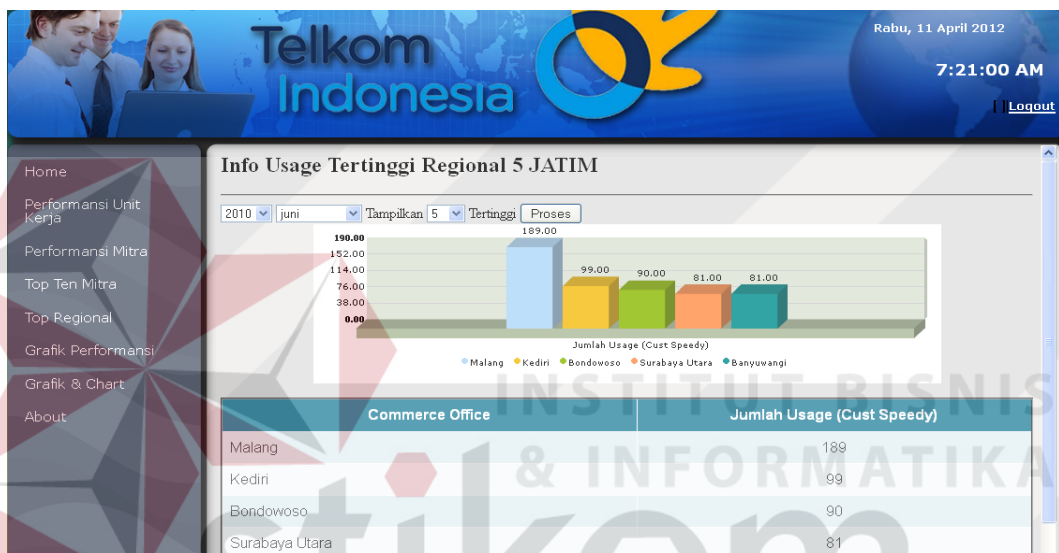 Telkom
Indonesia
Rabu, 11 April 2012
7:21:00 AM
[ ] Logout
Home
Performansi Unit
Kerja
Performansi Mitra
Top Ten Mitra
Top Regional
Grafik Performansi
Grafik & Chart
About
Info Usage Tertinggi Regional 5 JATIM
2010 juni Tampilkan 5 Tertinggi Proses
190.00
152.00
114.00
76.00
38.00
0.00
189.00
99.00
90.00
81.00
81.00
Jumlah Usage (Cust Speedy)
Malang Kediri Bondowoso Surabaya Utara Banyuwangi
Commerce Office Jumlah Usage (Cust Speedy)
Malang 189
Kediri 99
Bondowoso 90
Surabaya Utara 81
INSTITUT BISNIS
& INFORMATIKA
stikom